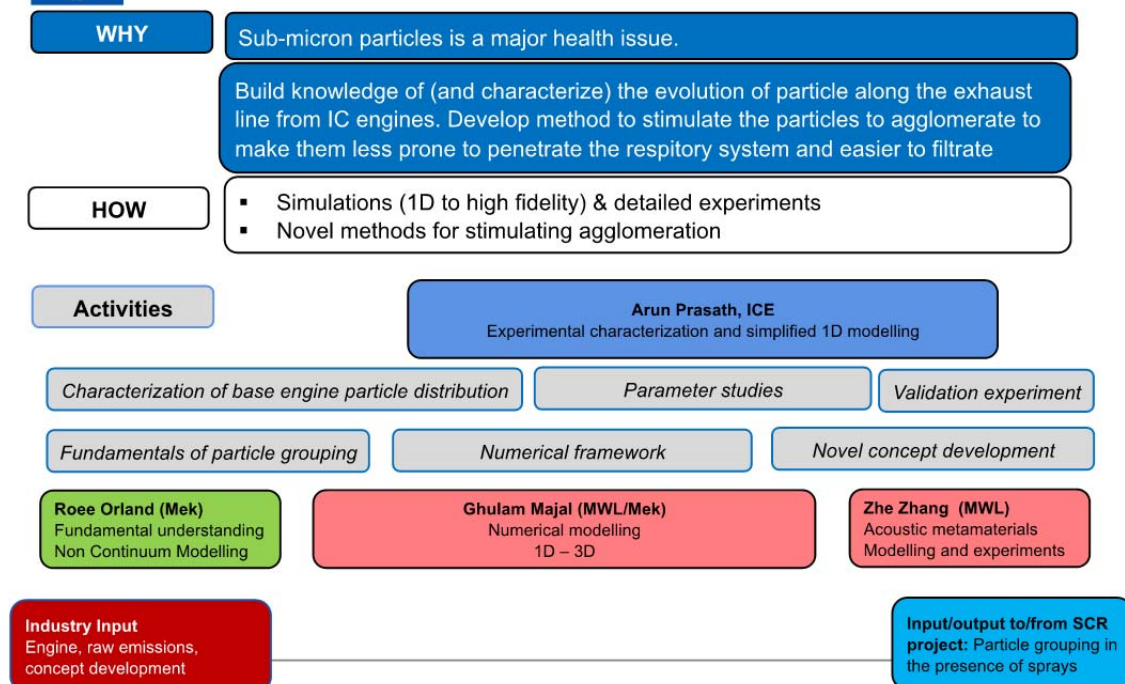 WHY
Sub-micron particles is a major health issue.
Build knowledge of (and characterize) the evolution of particle along the exhaust
line from IC engines. Develop method to stimulate the particles to agglomerate to
make them less prone to penetrate the respitory system and easier to filtrate
HOW
▪ Simulations (1D to high fidelity) & detailed experiments
▪ Novel methods for stimulating agglomeration
Activities
Arun Prasath, ICE
Experimental characterization and simplified 1D modelling
Characterization of base engine particle distribution
Parameter studies
Validation experiment
Fundamentals of particle grouping
Numerical framework
Novel concept development
Roee Orland (Mek)
Fundamental understanding
Non Continuum Modelling
Ghulam Majal (MWL/Mek)
Numerical modelling
1D – 3D
Zhe Zhang (MWL)
Acoustic metamaterials
Modelling and experiments
Industry Input
Engine, raw emissions,
concept development
Input/output to/from SCR
project: Particle grouping in
the presence of sprays